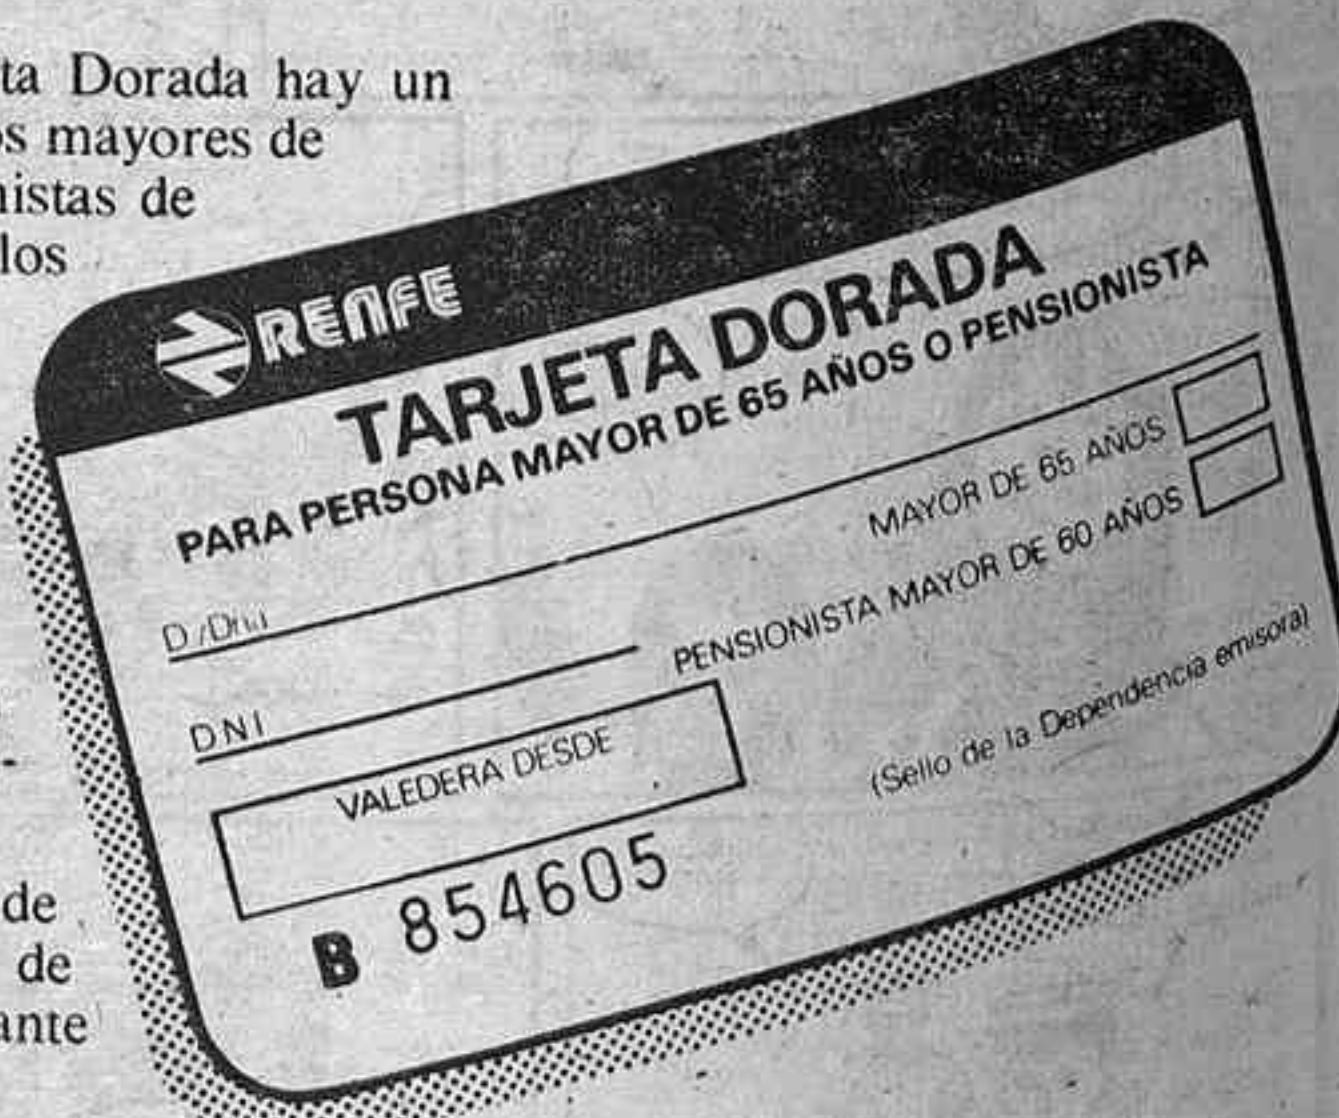 ta Dorada hay un
os mayores de
nistas de
los
de
de
ante
RENFE
TARJETA DORADA
PARA PERSONA MAYOR DE 65 AÑOS O PENSIONISTA
D/Dña
MAYOR DE 65 AÑOS
PENSIONISTA MAYOR DE 60 AÑOS
DNI
VALEDERA DESDE
(Sello de la Dependencia emisora)
B 854605